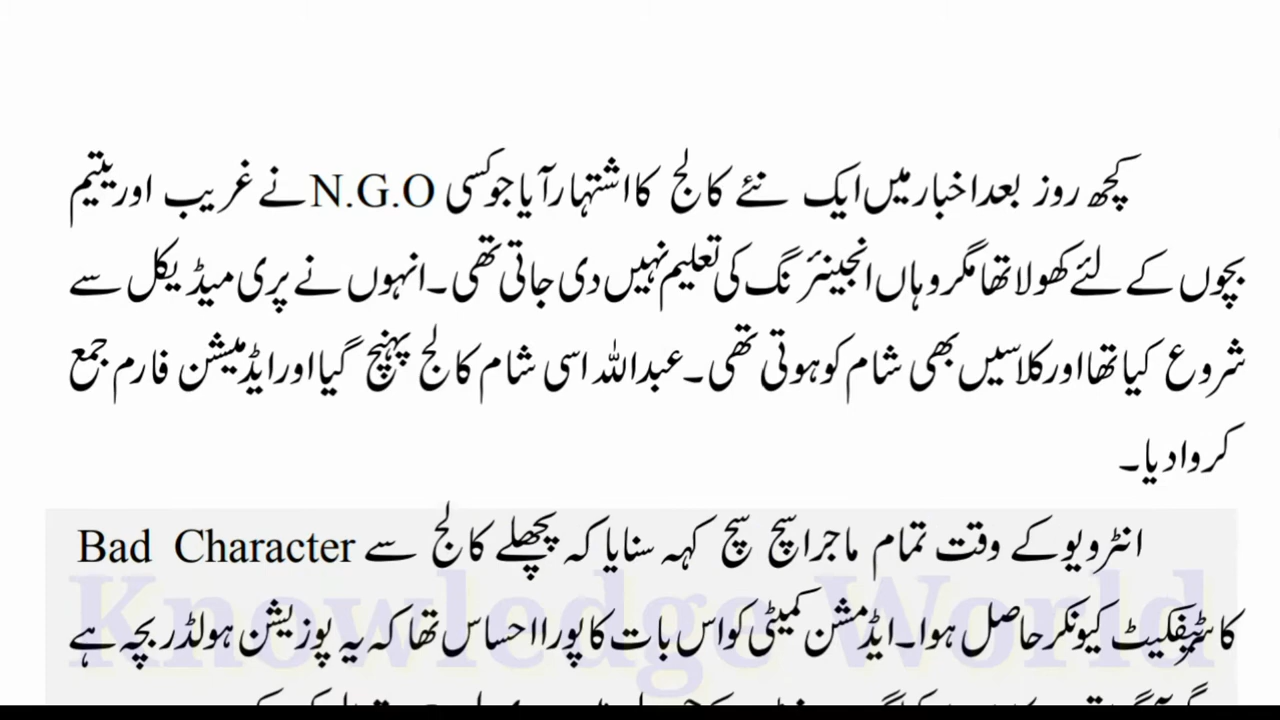 کچھ روز بعد اخبار میں ایک نئے کالج کا اشتہار آیا جو کسی N.G.O نے غریب اور یتیم
بچوں کے لئے کھولا تھا مگر وہاں انجینئرنگ کی تعلیم نہیں دی جاتی تھی۔ انہوں نے پری میڈیکل سے
شروع کیا تھا اور کلاسیں بھی شام کو ہوتی تھی۔ عبداللہ اسی شام کالج پہنچ گیا اور ایڈمیشن فارم جمع
کروا دیا۔
انٹرویو کے وقت تمام ماجرا سچ سچ کہہ سنایا کہ پچھلے کالج سے Bad Character
کا سٹرفیکیٹ کیونکر حاصل ہوا۔ ایڈمشن کمیٹی کو اس بات کا پورا احساس تھا کہ یہ پوزیشن ہولڈر بچہ ہے
Knowledge World